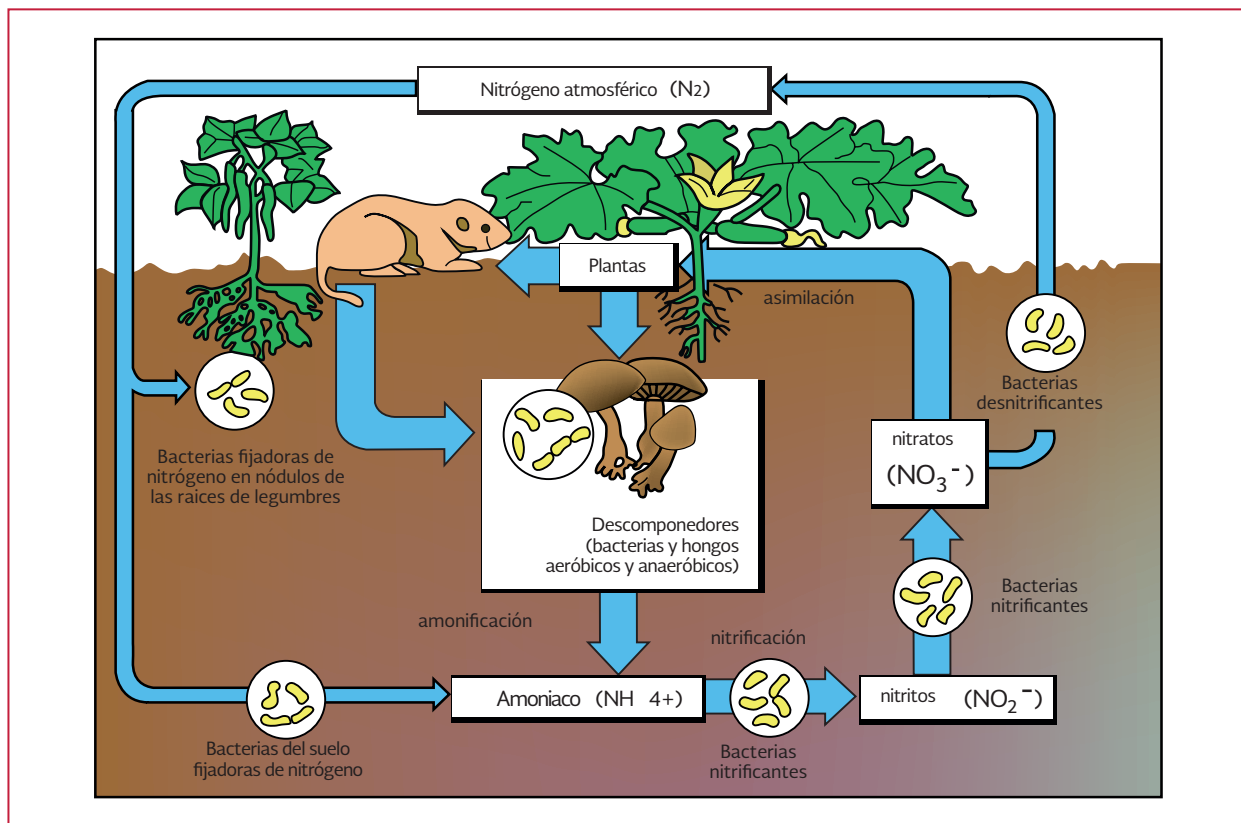 Nitrógeno atmosférico (N2)
Plantas
asimilación
Bacterias
desnitrificantes
Bacterias fijadoras de
nitrógeno en nódulos de
las raices de legumbres
nitratos
(NO₃⁻)
Descomponedores
(bacterias y hongos
aeróbicos y anaeróbicos)
Bacterias
nitrificantes
amonificación
nitrificación
Amoniaco (NH 4+)
nitritos (NO₂⁻)
Bacterias del suelo
fijadoras de nitrógeno
Bacterias
nitrificantes